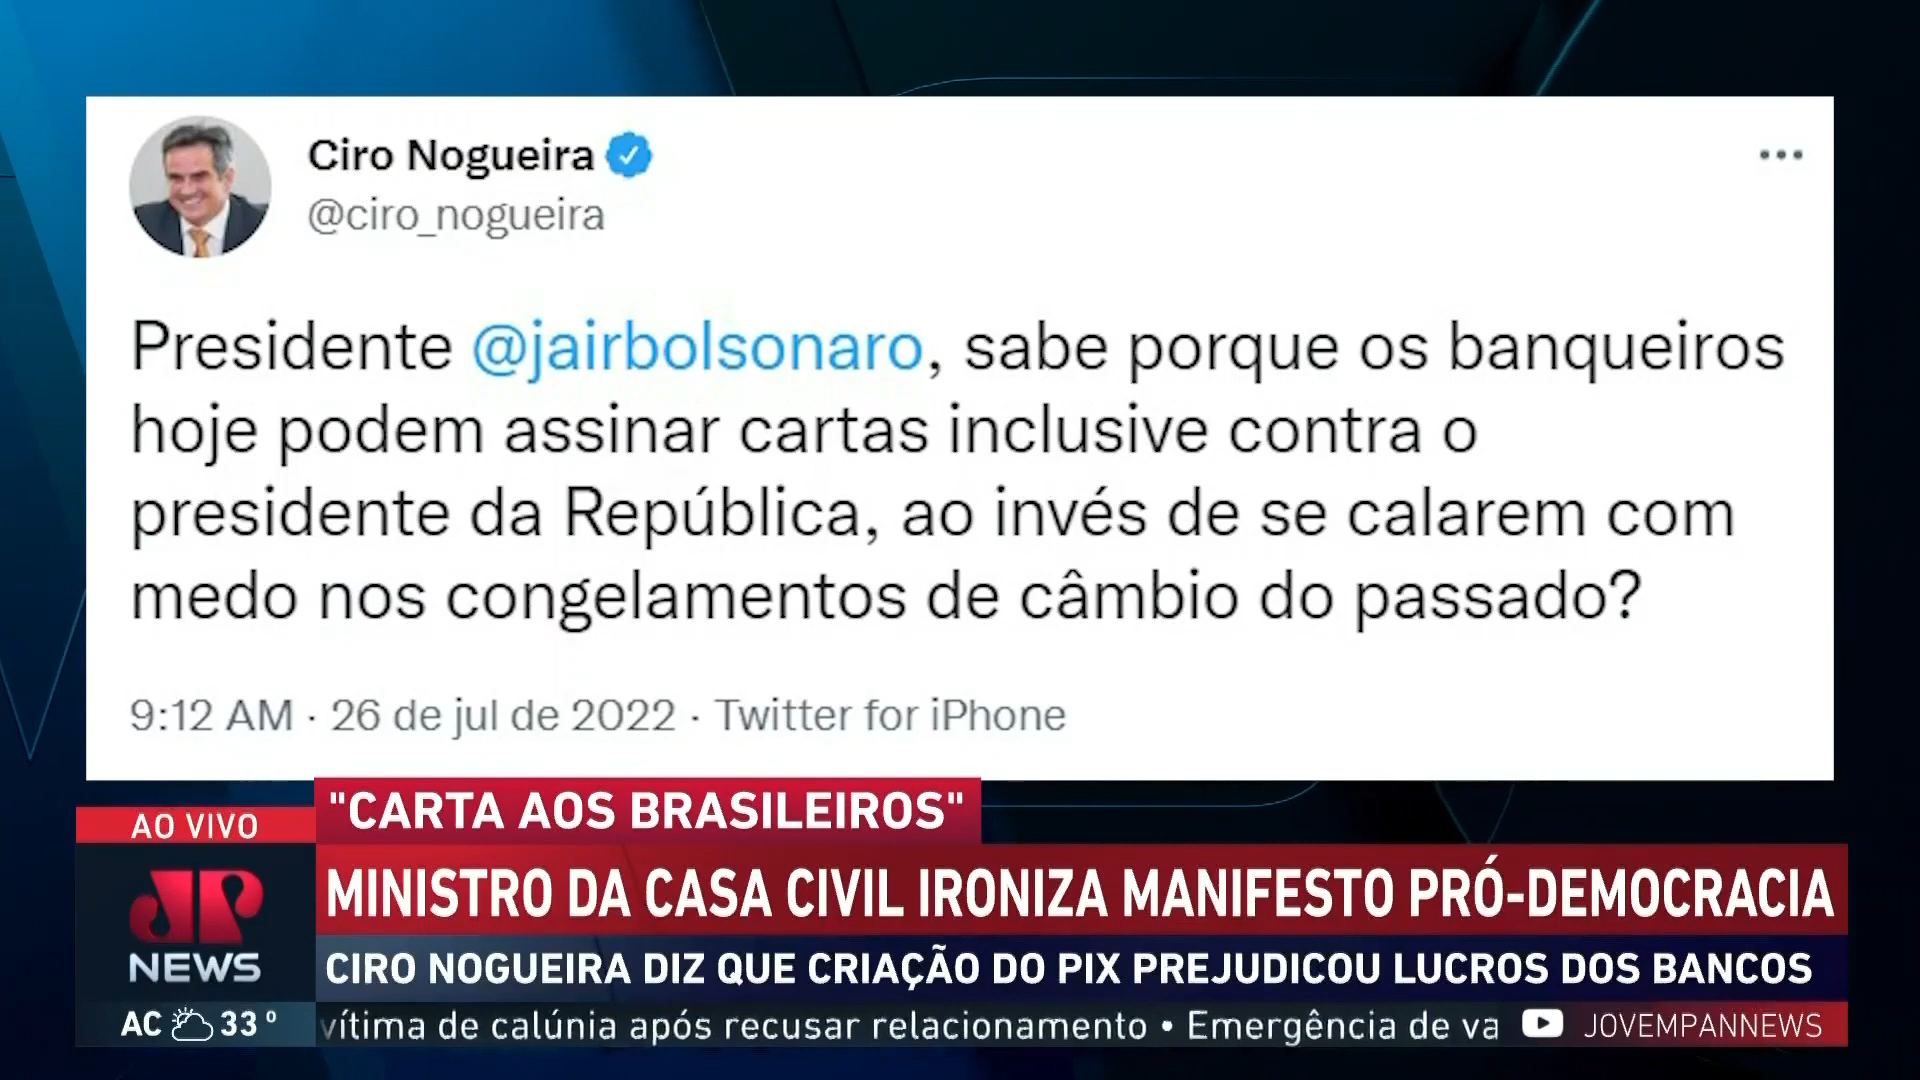 Ciro Nogueira
@ciro_nogueira
Presidente @jairbolsonaro, sabe porque os banqueiros
hoje podem assinar cartas inclusive contra o
presidente da República, ao invés de se calarem com
medo nos congelamentos de câmbio do passado?
9:12 AM · 26 de jul de 2022 · Twitter for iPhone
"CARTA AOS BRASILEIROS"
AO VIVO
MINISTRO DA CASA CIVIL IRONIZA MANIFESTO PRÓ-DEMOCRACIA
JP
NEWS
CIRO NOGUEIRA DIZ QUE CRIAÇÃO DO PIX PREJUDICOU LUCROS DOS BANCOS
AC 33º
vítima de calúnia após recusar relacionamento • Emergência de va
JOVEMPANNEWS